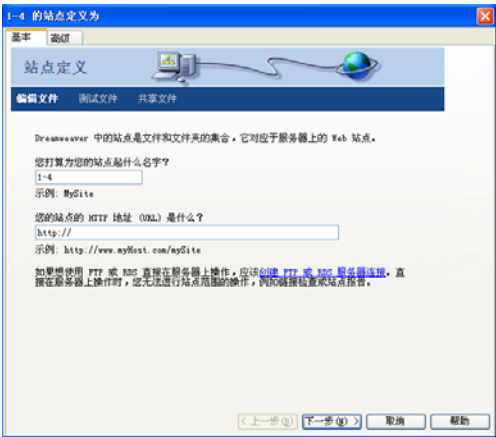 1-4 的站点定义为
基本 高级
站点定义
编辑文件 测试文件 共享文件
Dreamweaver 中的站点是文件和文件夹的集合，它对应于服务器上的 Web 站点。
您打算为您的站点起什么名字？
1-4
示例: MySite
您的站点的 HTTP 地址 (URL) 是什么？
http://
示例: http://www.myHost.com/mySite
如果想使用 FTP 或 RDS 直接在服务器上操作，应该创建 FTP 或 RDS 服务器连接。直
接在服务器上操作时，您无法进行站点范围的操作，例如链接检查或站点报告。
<上一步(B) 下一步(N)> 取消 帮助